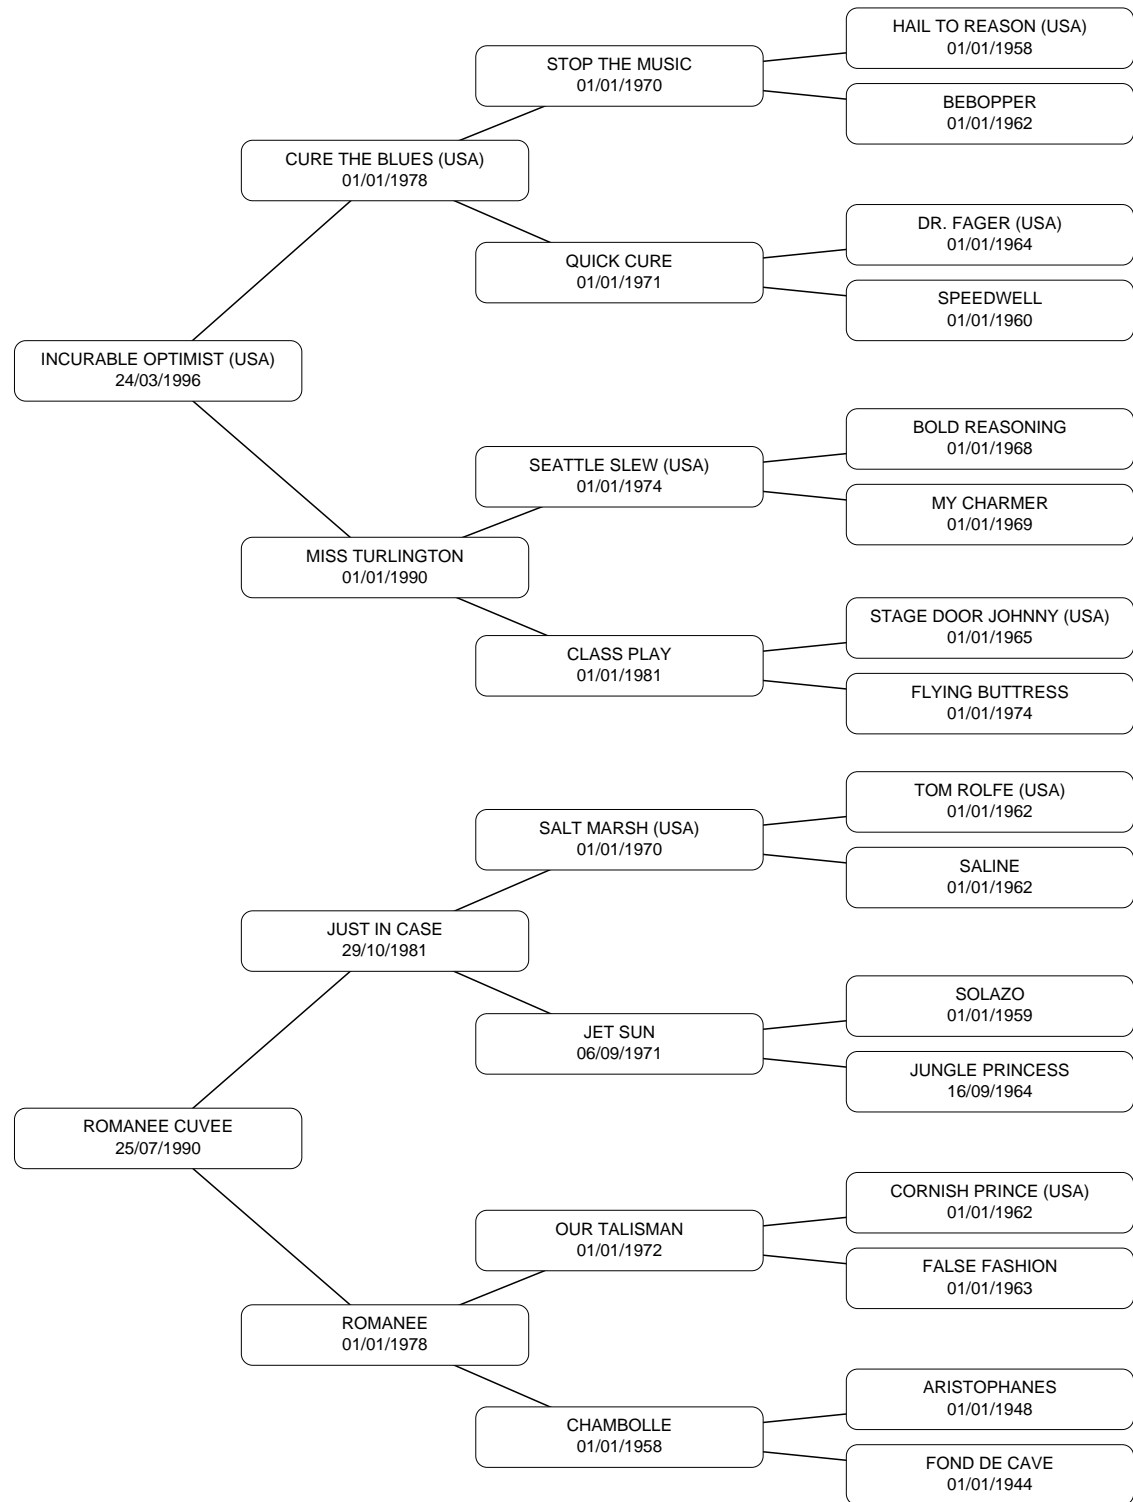 HAIL TO REASON (USA)
01/01/1958
STOP THE MUSIC
01/01/1970
BEBOPPER
01/01/1962
CURE THE BLUES (USA)
01/01/1978
DR. FAGER (USA)
01/01/1964
QUICK CURE
01/01/1971
SPEEDWELL
01/01/1960
INCURABLE OPTIMIST (USA)
24/03/1996
BOLD REASONING
01/01/1968
SEATTLE SLEW (USA)
01/01/1974
MY CHARMER
01/01/1969
MISS TURLINGTON
01/01/1990
STAGE DOOR JOHNNY (USA)
01/01/1965
CLASS PLAY
01/01/1981
FLYING BUTTRESS
01/01/1974
TOM ROLFE (USA)
01/01/1962
SALT MARSH (USA)
01/01/1970
SALINE
01/01/1962
JUST IN CASE
29/10/1981
SOLAZO
01/01/1959
JET SUN
06/09/1971
JUNGLE PRINCESS
16/09/1964
ROMANEE CUVEE
25/07/1990
CORNISH PRINCE (USA)
01/01/1962
OUR TALISMAN
01/01/1972
FALSE FASHION
01/01/1963
ROMANEE
01/01/1978
ARISTOPHANES
01/01/1948
CHAMBOLLE
01/01/1958
FOND DE CAVE
01/01/1944